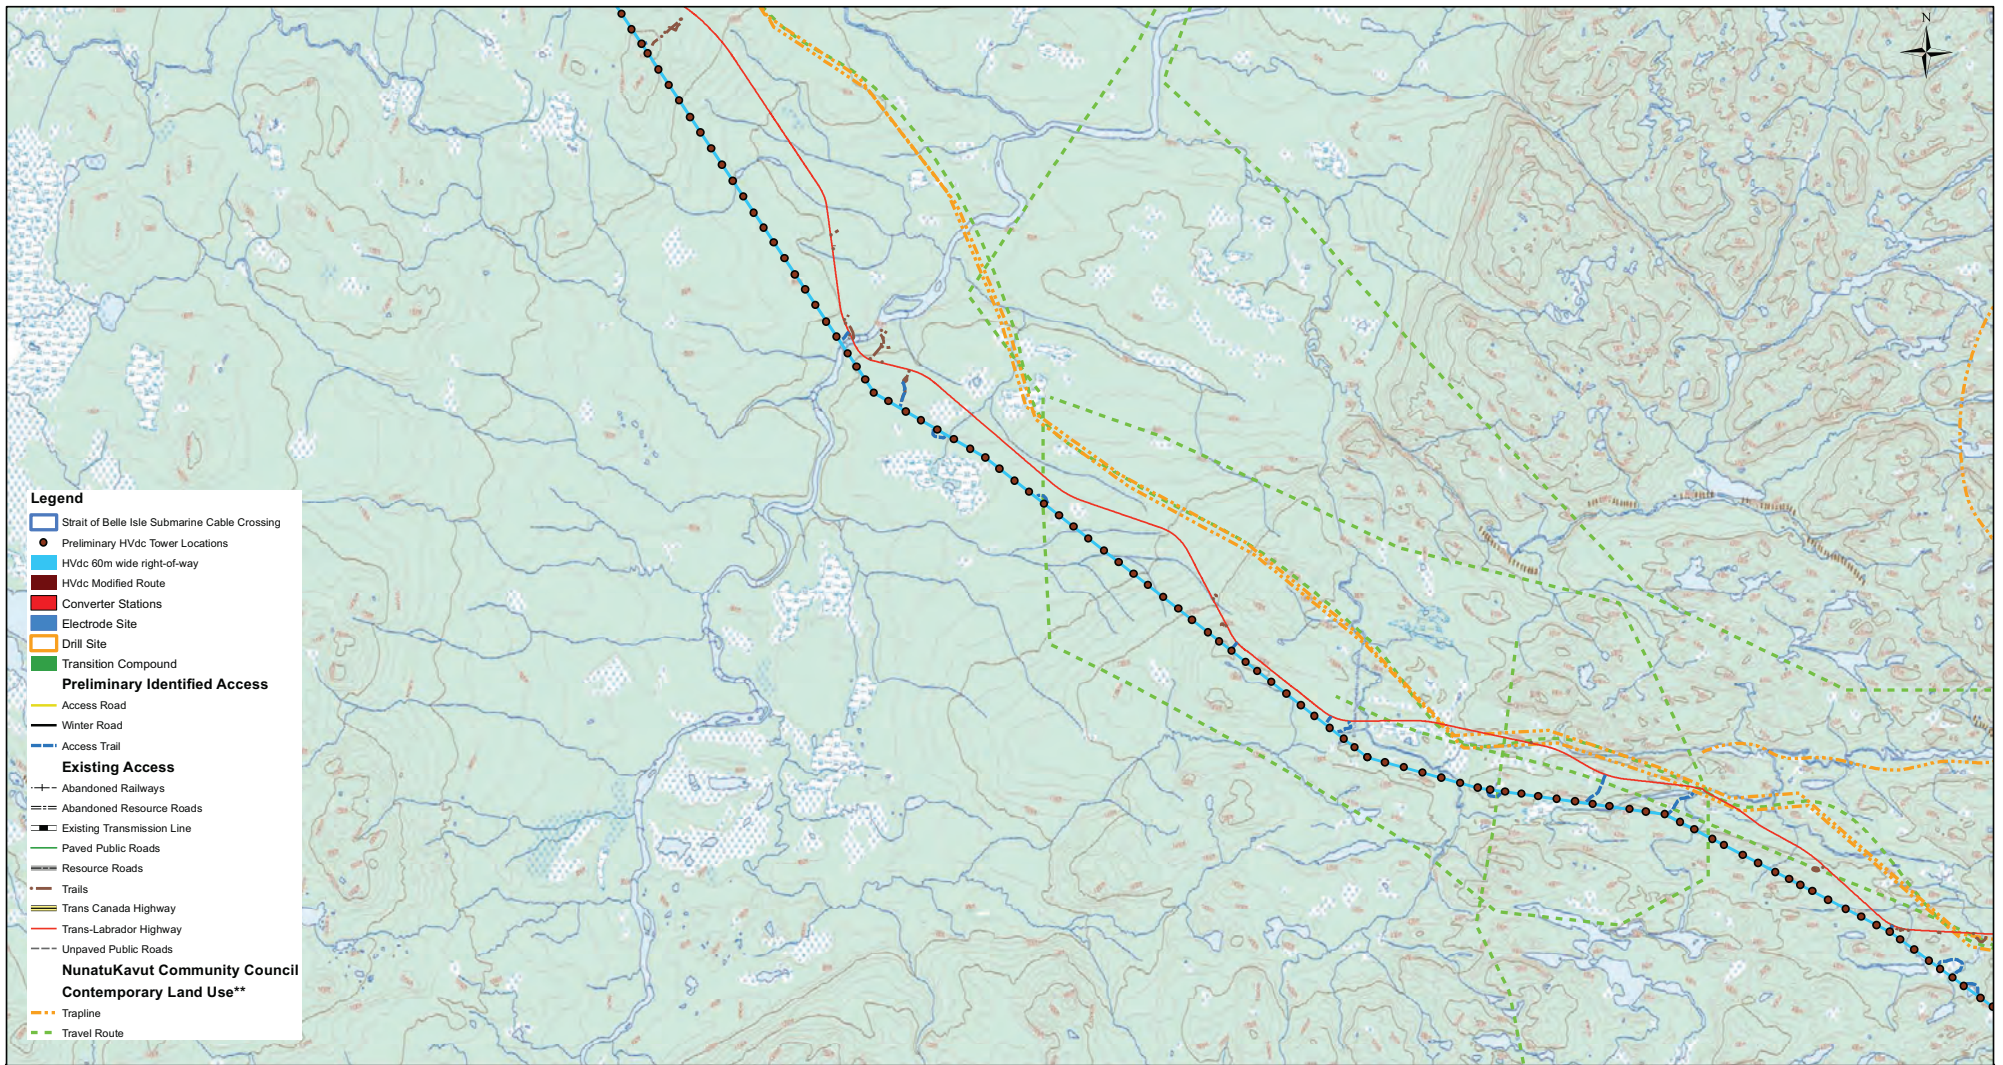 N
Legend
Strait of Belle Isle Submarine Cable Crossing
Preliminary HVdc Tower Locations
HVdc 60m wide right-of-way
HVdc Modified Route
Converter Stations
Electrode Site
Drill Site
Transition Compound
Preliminary Identified Access
Access Road
Winter Road
Access Trail
Existing Access
Abandoned Railways
Abandoned Resource Roads
Existing Transmission Line
Paved Public Roads
Resource Roads
Trails
Trans Canada Highway
Trans-Labrador Highway
Unpaved Public Roads
NunatuKavut Community Council
Contemporary Land Use**
Trapline
Travel Route